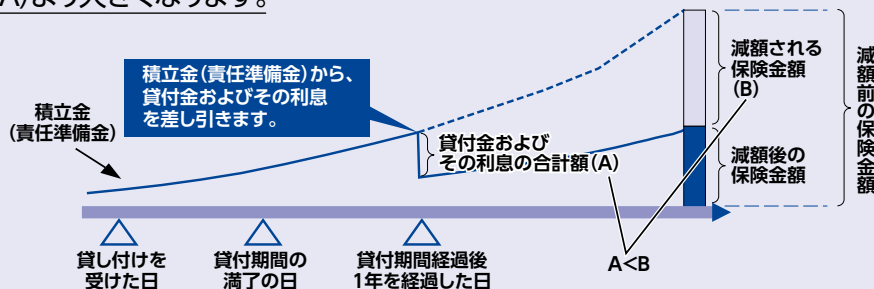 A)より大きくなります。
積立金(責任準備金)から、
貸付金およびその利息
を差し引きます。
積立金
(責任準備金)
貸付金および
その利息の合計額(A)
減額される
保険金額
(B)
減額後の
保険金額
減額前の保険金額
A<B
貸し付けを
受けた日
貸付期間の
満了の日
貸付期間経過後
1年を経過した日